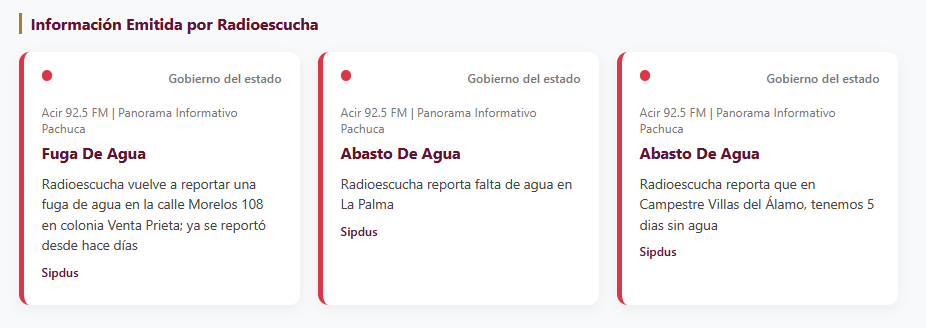 Información Emitida por Radioescucha
Gobierno del estado
Acir 92.5 FM | Panorama Informativo
Pachuca
Fuga De Agua
Radioescucha vuelve a reportar una
fuga de agua en la calle Morelos 108
en colonia Venta Prieta; ya se reportó
desde hace días
Sipdus
Gobierno del estado
Acir 92.5 FM | Panorama Informativo
Pachuca
Abasto De Agua
Radioescucha reporta falta de agua en
La Palma
Sipdus
Gobierno del estado
Acir 92.5 FM | Panorama Informativo
Pachuca
Abasto De Agua
Radioescucha reporta que en
Campestre Villas del Álamo, tenemos 5
dias sin agua
Sipdus